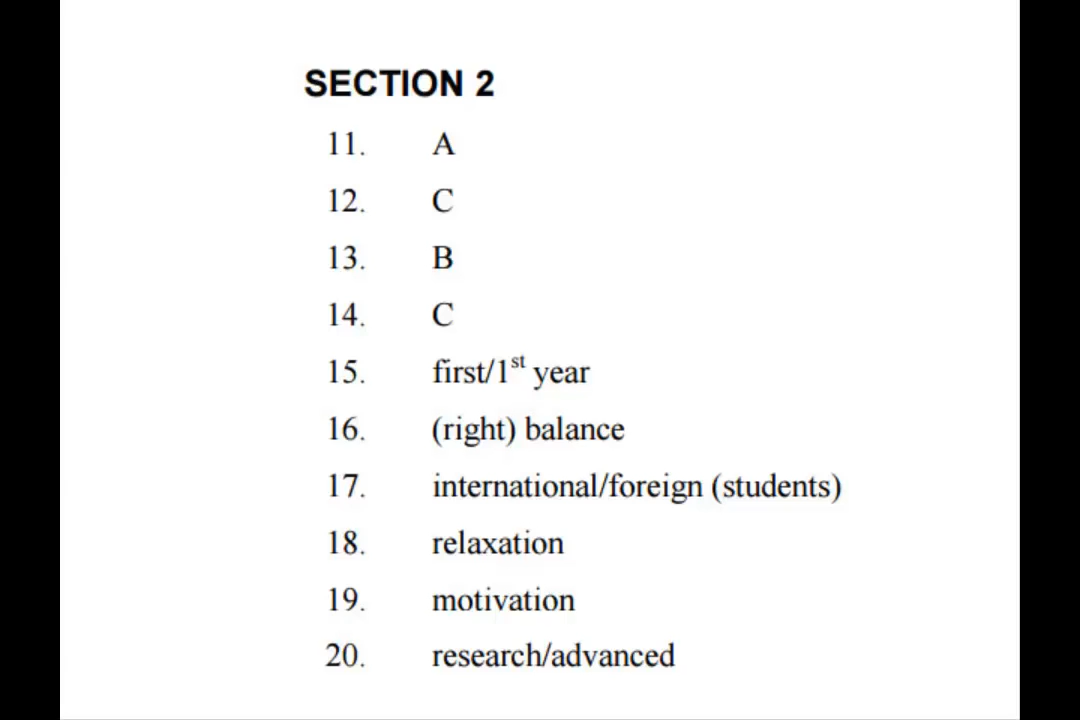 SECTION 2
11. A
12. C
13. B
14. C
15. first/1st year
16. (right) balance
17. international/foreign (students)
18. relaxation
19. motivation
20. research/advanced